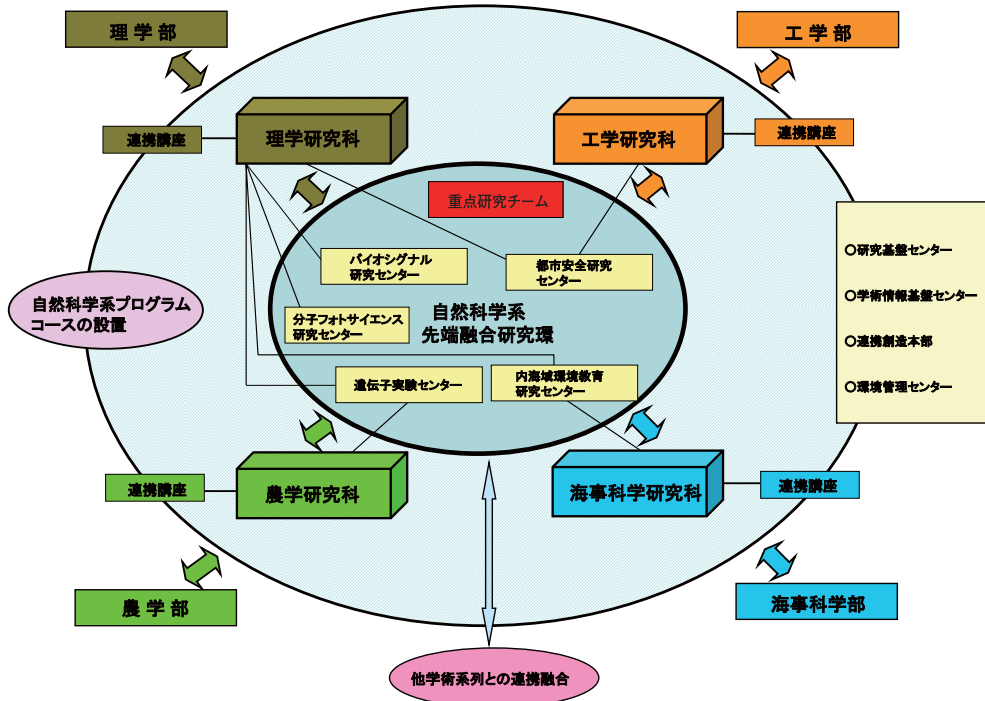 理学部
工学部
連携講座
理学研究科
工学研究科
連携講座
重点研究チーム
バイオシグナル
研究センター
都市安全研究
センター
○研究基盤センター
○学術情報基盤センター
○連携創造本部
○環境管理センター
自然科学系プログラム
コースの設置
分子フォトサイエンス
研究センター
自然科学系
先端融合研究環
遺伝子実験センター
内海域環境教育
研究センター
連携講座
農学研究科
海事科学研究科
連携講座
農学部
海事科学部
他学術系列との連携融合